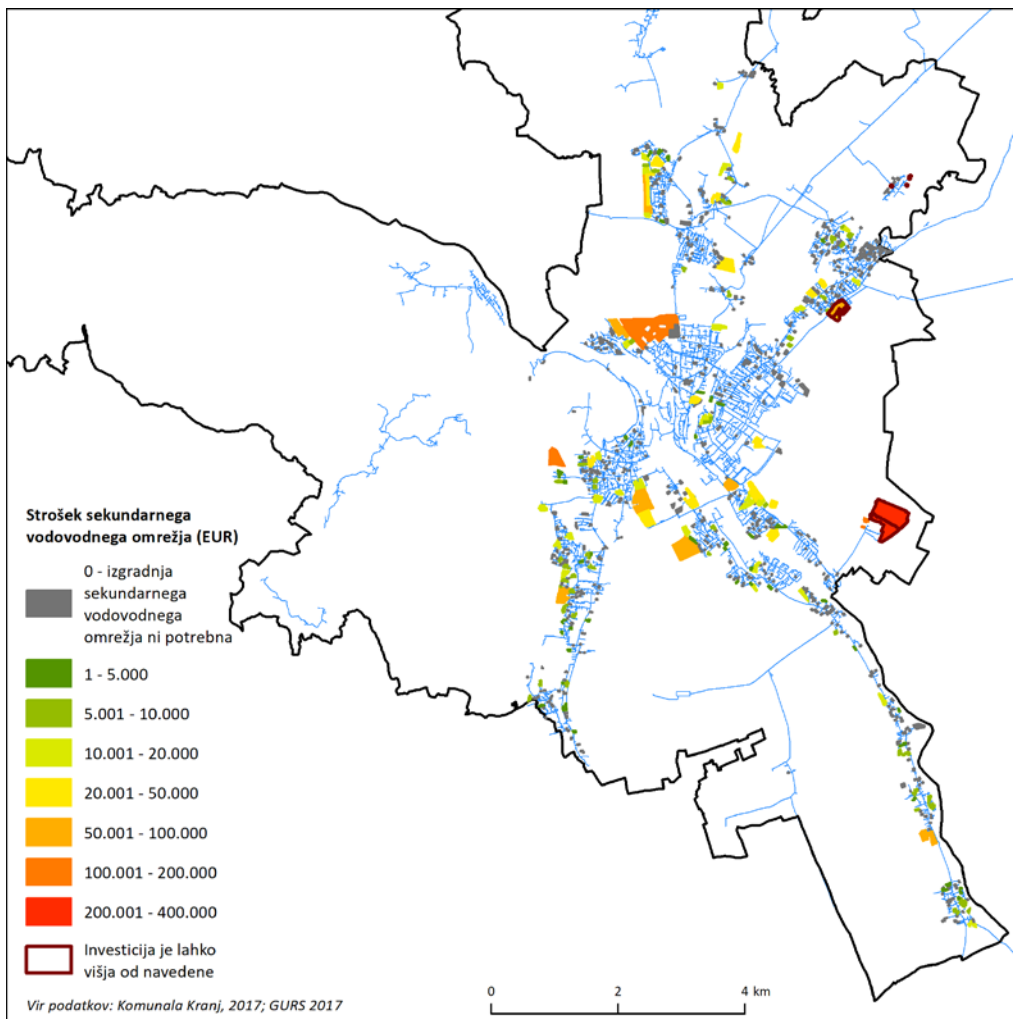 Strošek sekundarnega
vodovodnega omrežja (EUR)
0 - izgradnja
sekundarnega
vodovodnega
omrežja ni potrebna
1 - 5.000
5.001 - 10.000
10.001 - 20.000
20.001 - 50.000
50.001 - 100.000
100.001 - 200.000
200.001 - 400.000
Investicija je lahko
višja od navedene
Vir podatkov: Komunala Kranj, 2017; GURS 2017
0 2 4 km